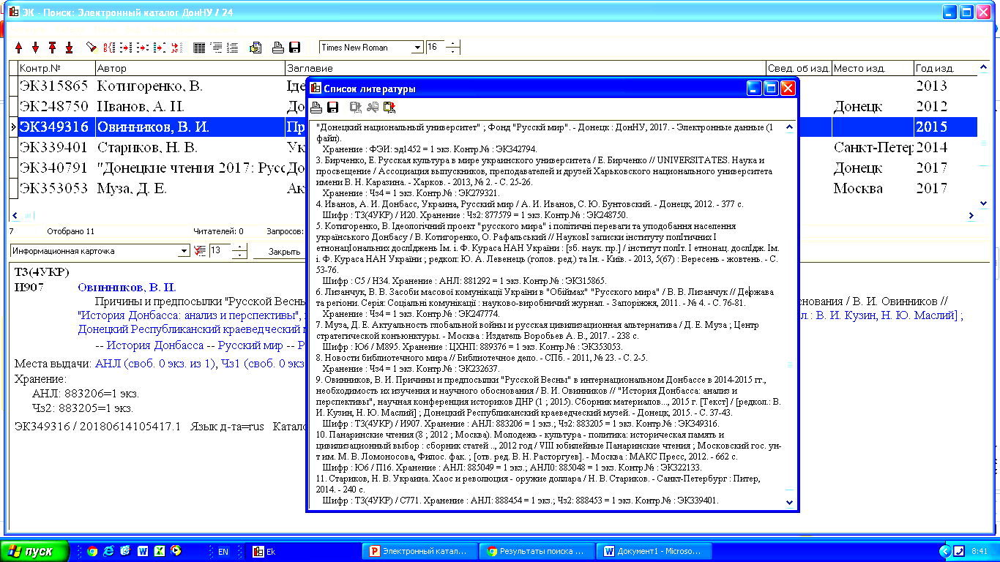 ЭК - Поиск: Электронный каталог ДонНУ / 24
Times New Roman 16
Контр.№ Автор Заглавие Свед. об изд. Место изд. Год изд.
ЭК315865 Котигоренко, В. Іде 2013
ЭК248750 Иванов, А. И. До Донецк 2012
ЭК349316 Овинников, В. И. Пр 2015
ЭК339401 Стариков, Н. В. Ук Санкт-Петер 2014
ЭК340791 "Донецкие чтения 2017: Русс До Донецк 2017
ЭК353053 Муза, Д. Е. Ак Москва 2017
7 Отобрано 11 Читателей: 0 Запросов:
Информационная карточка 13 Закрыть
Т3(4УКР)
И907 Овинников, В. И.
Причины и предпосылки "Русской Весны основания / В. И. Овинников //
"История Донбасса: анализ и перспективы", л.: В. И. Кузин, Н. Ю. Маслий] ;
Донецкий Республиканский краеведческий м
-- История Донбасса -- Русский мир -- Р
Места выдачи: АНЛ (своб. 0 экз. из 1), Чз1 (своб. 0 экз
Хранение:
АНЛ: 883206=1 экз.
Чз2: 883205=1 экз.
ЭК349316 / 20180614105417.1 Язык д-та=rus Катало
Список литературы
"Донецкий национальный университет" ; Фонд "Русскй мир". - Донецк : ДонНУ, 2017. - Электронные данные (1
файл).
Хранение : ФЭИ: эд1452 = 1 экз. Контр.№ : ЭК342794.
3. Бирченко, Е. Русская культура в мире украинского университета / Е. Бирченко // UNIVERSITATES. Наука и
просвещение / Ассоциация выпускников, преподавателей и друзей Харьковского национального университета
имени В. Н. Каразина. - Харков. - 2013, № 2. - С. 25-26.
Хранение : Чз4 = 1 экз. Контр.№ : ЭК279321.
4. Иванов, А. И. Донбасс, Украина, Русский мир / А. И. Иванов, С. Ю. Бунтовский. - Донецк, 2012. - 377 с.
Шифр : Т3(4УКР) / И20. Хранение : Чз2: 877579 = 1 экз. Контр.№ : ЭК248750.
5. Котигоренко, В. Ідеологічний проект "русского мира" і політичні переваги та уподобання населення
українського Донбасу / В. Котигоренко, О. Рафальський // НауковІ записки інституту полІтичних І
етнонацІональних дослІджень Ім. і. Ф. Кураса НАН України : [зб. наук. пр.] / інститут полІт. І етнонац. дослІдж. Ім.
і. Ф. Кураса НАН України ; редкол: Ю. А. Левенець (голов. ред.) та Ін. - Київ. - 2013, 5(67) : Вересень - жовтень. - С.
53-76.
Шифр : С5 / Н34. Хранение : АНЛ: 881292 = 1 экз. Контр.№ : ЭК315865.
6. Лизанчук, В. В. Засоби масової комунікації України в "Обіймах" "Русского мира" / В. В. Лизанчук // Держава
та регіони. Серія: Соціальні комунікації : науково-виробничий журнал. - Запоріжжя, 2011. - № 4. - С. 76-81.
Хранение : Чз4 = 1 экз. Контр.№ : ЭК247774.
7. Муза, Д. Е. Актуальность глобальной войны и русская цивилизационная альтернатива / Д. Е. Муза ; Центр
стратегической конъюнктуры. - Москва : Издатель Воробьев А. В., 2017. - 238 с.
Шифр : Ю6 / М895. Хранение : ЦХНП: 889376 = 1 экз. Контр.№ : ЭК353053.
8. Новости библиотечного мира // Библиотечное дело. - СПб. - 2011, № 23. - С. 2-5.
Хранение : Чз4 = 1 экз. Контр.№ : ЭК232637.
9. Овинников, В. И. Причины и предпосылки "Русской Весны" в интернациональном Донбассе в 2014-2015 гг.,
необходимость их изучения и научного обоснования / В. И. Овинников // "История Донбасса: анализ и
перспективы", научная конференция историков ДНР (1 ; 2015). Сборник материалов..., 2015 г. [Текст] / [редкол.: В.
И. Кузин, Н. Ю. Маслий] ; Донецкий Республиканский краеведческий музей. - Донецк, 2015. - С. 37-43.
Шифр : Т3(4УКР) / И907. Хранение : АНЛ: 883206 = 1 экз.; Чз2: 883205 = 1 экз. Контр.№ : ЭК349316.
10. Панаринские чтения (8 ; 2012 ; Москва). Молодежь - культура - политика: историческая память и
цивилизационный выбор : сборник статей .., 2012 год / VIII юбилейные Панаринские чтения ; Московский гос. ун-
т им. М. В. Ломоносова, Филос. фак. ; [отв. ред. В. Н. Расторгуев]. - Москва : МАКС Пресс, 2012. - 662 с.
Шифр : Ю6 / П16. Хранение : АНЛ: 885049 = 1 экз.; АНЛ0: 885048 = 1 экз. Контр.№ : ЭК322133.
11. Стариков, Н. В. Украина. Хаос и революция - оружие доллара / Н. В. Стариков. - Санкт-Петербург : Питер,
2014. - 240 с.
Шифр : Т3(4УКР) / С771. Хранение : АНЛ: 888454 = 1 экз.; Чз2: 888453 = 1 экз. Контр.№ : ЭК339401.
пуск EN Ek Электронный катал... Результаты поиска ... Документ1 - Microso... 8:41